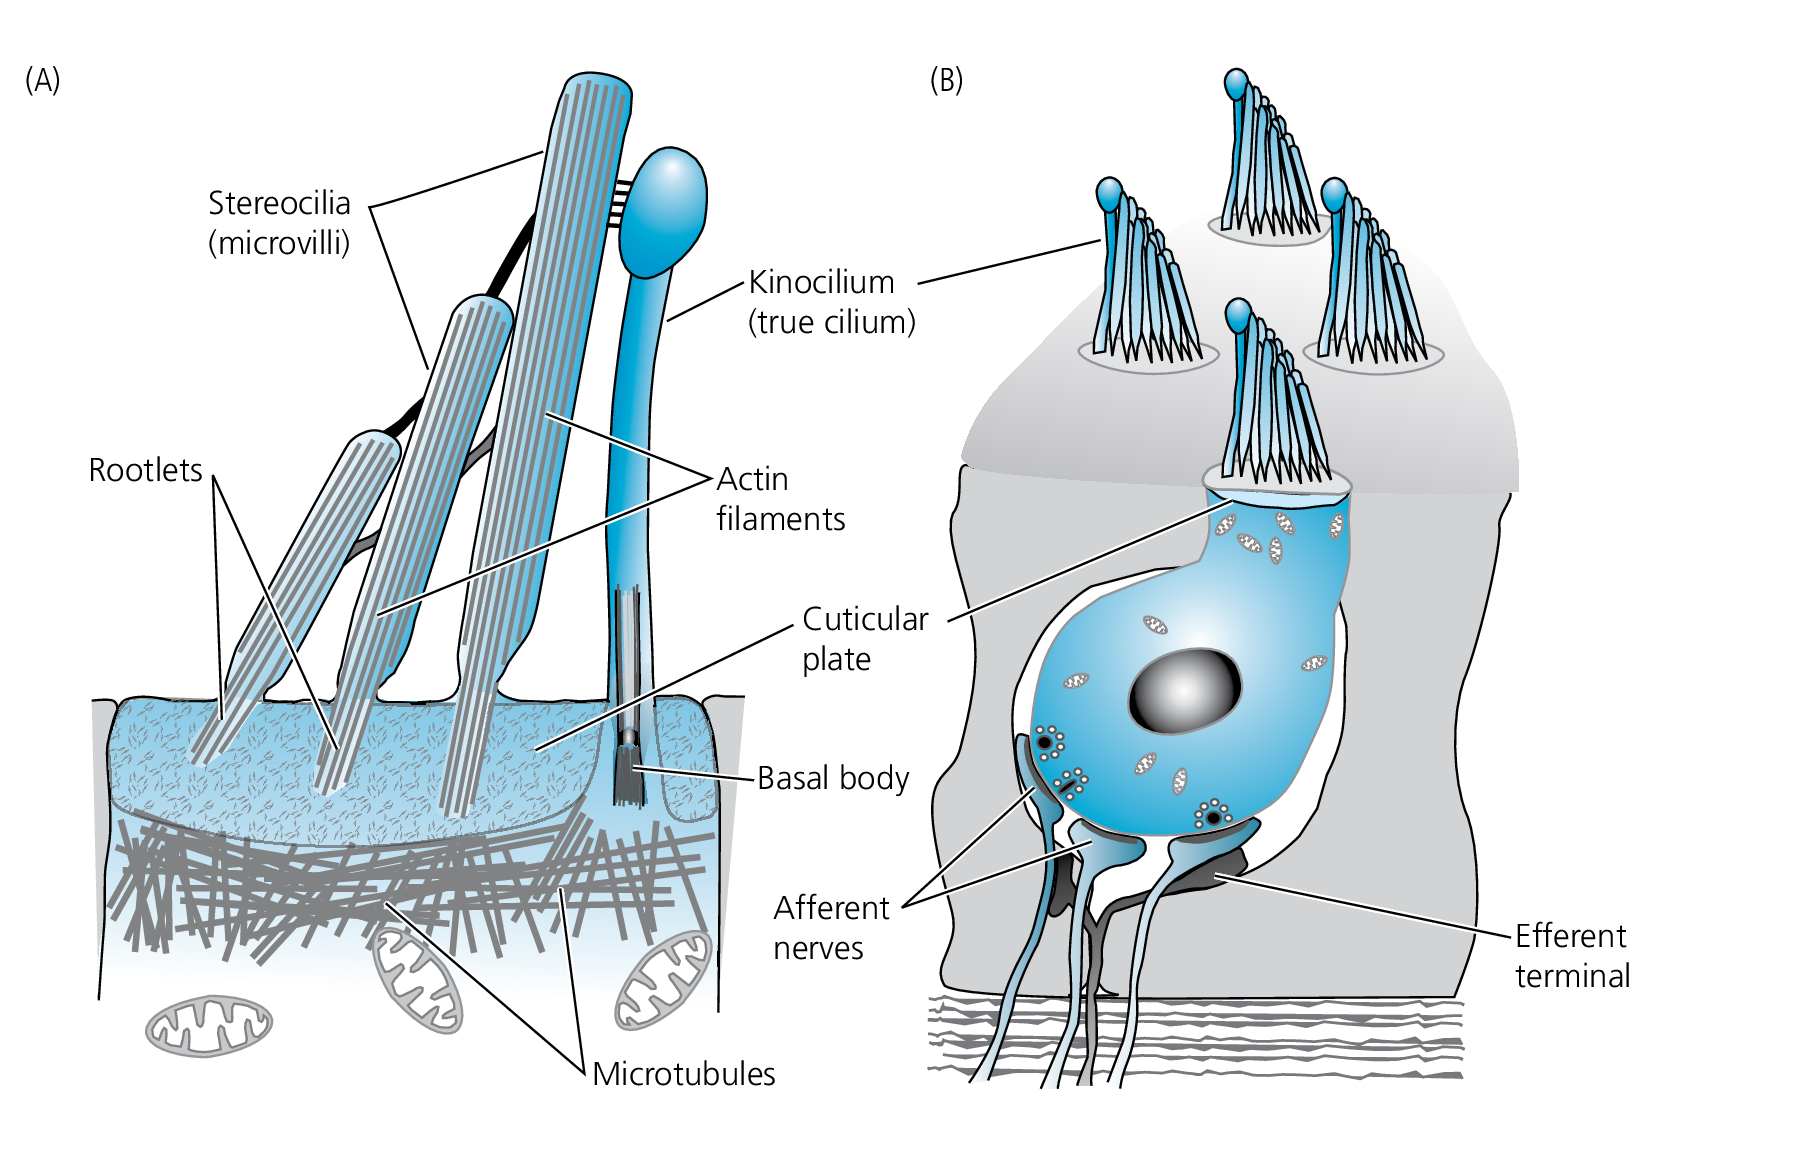 (A)
(B)
Stereocilia
(microvilli)
Kinocilium
(true cilium)
Rootlets
Actin
filaments
Cuticular
plate
Basal body
Afferent
nerves
Efferent
terminal
Microtubules